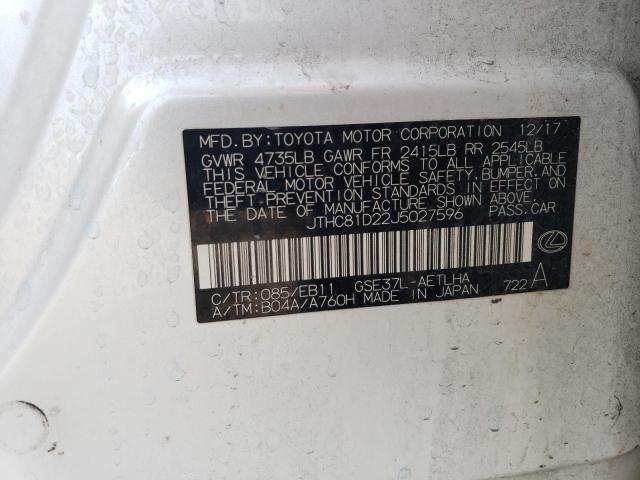 MFD.BY:TOYOTA MOTOR CORPORATION 12/17
GVWR 4735LB GAWR FR 2415LB RR 2545LB
THIS VEHICLE CONFORMS TO ALL APPLICABLE
FEDERAL MOTOR VEHICLE SAFETY,BUMPER,AND
THEFT PREVENTION STANDARDS IN EFFECT ON
THE DATE OF MANUFACTURE SHOWN ABOVE.
JTHC81D22J5027596 PASS.CAR
C/TR:085/EB11 GSE37L-AETLHA
A/TM:B04A/A760H MADE IN JAPAN 722 A